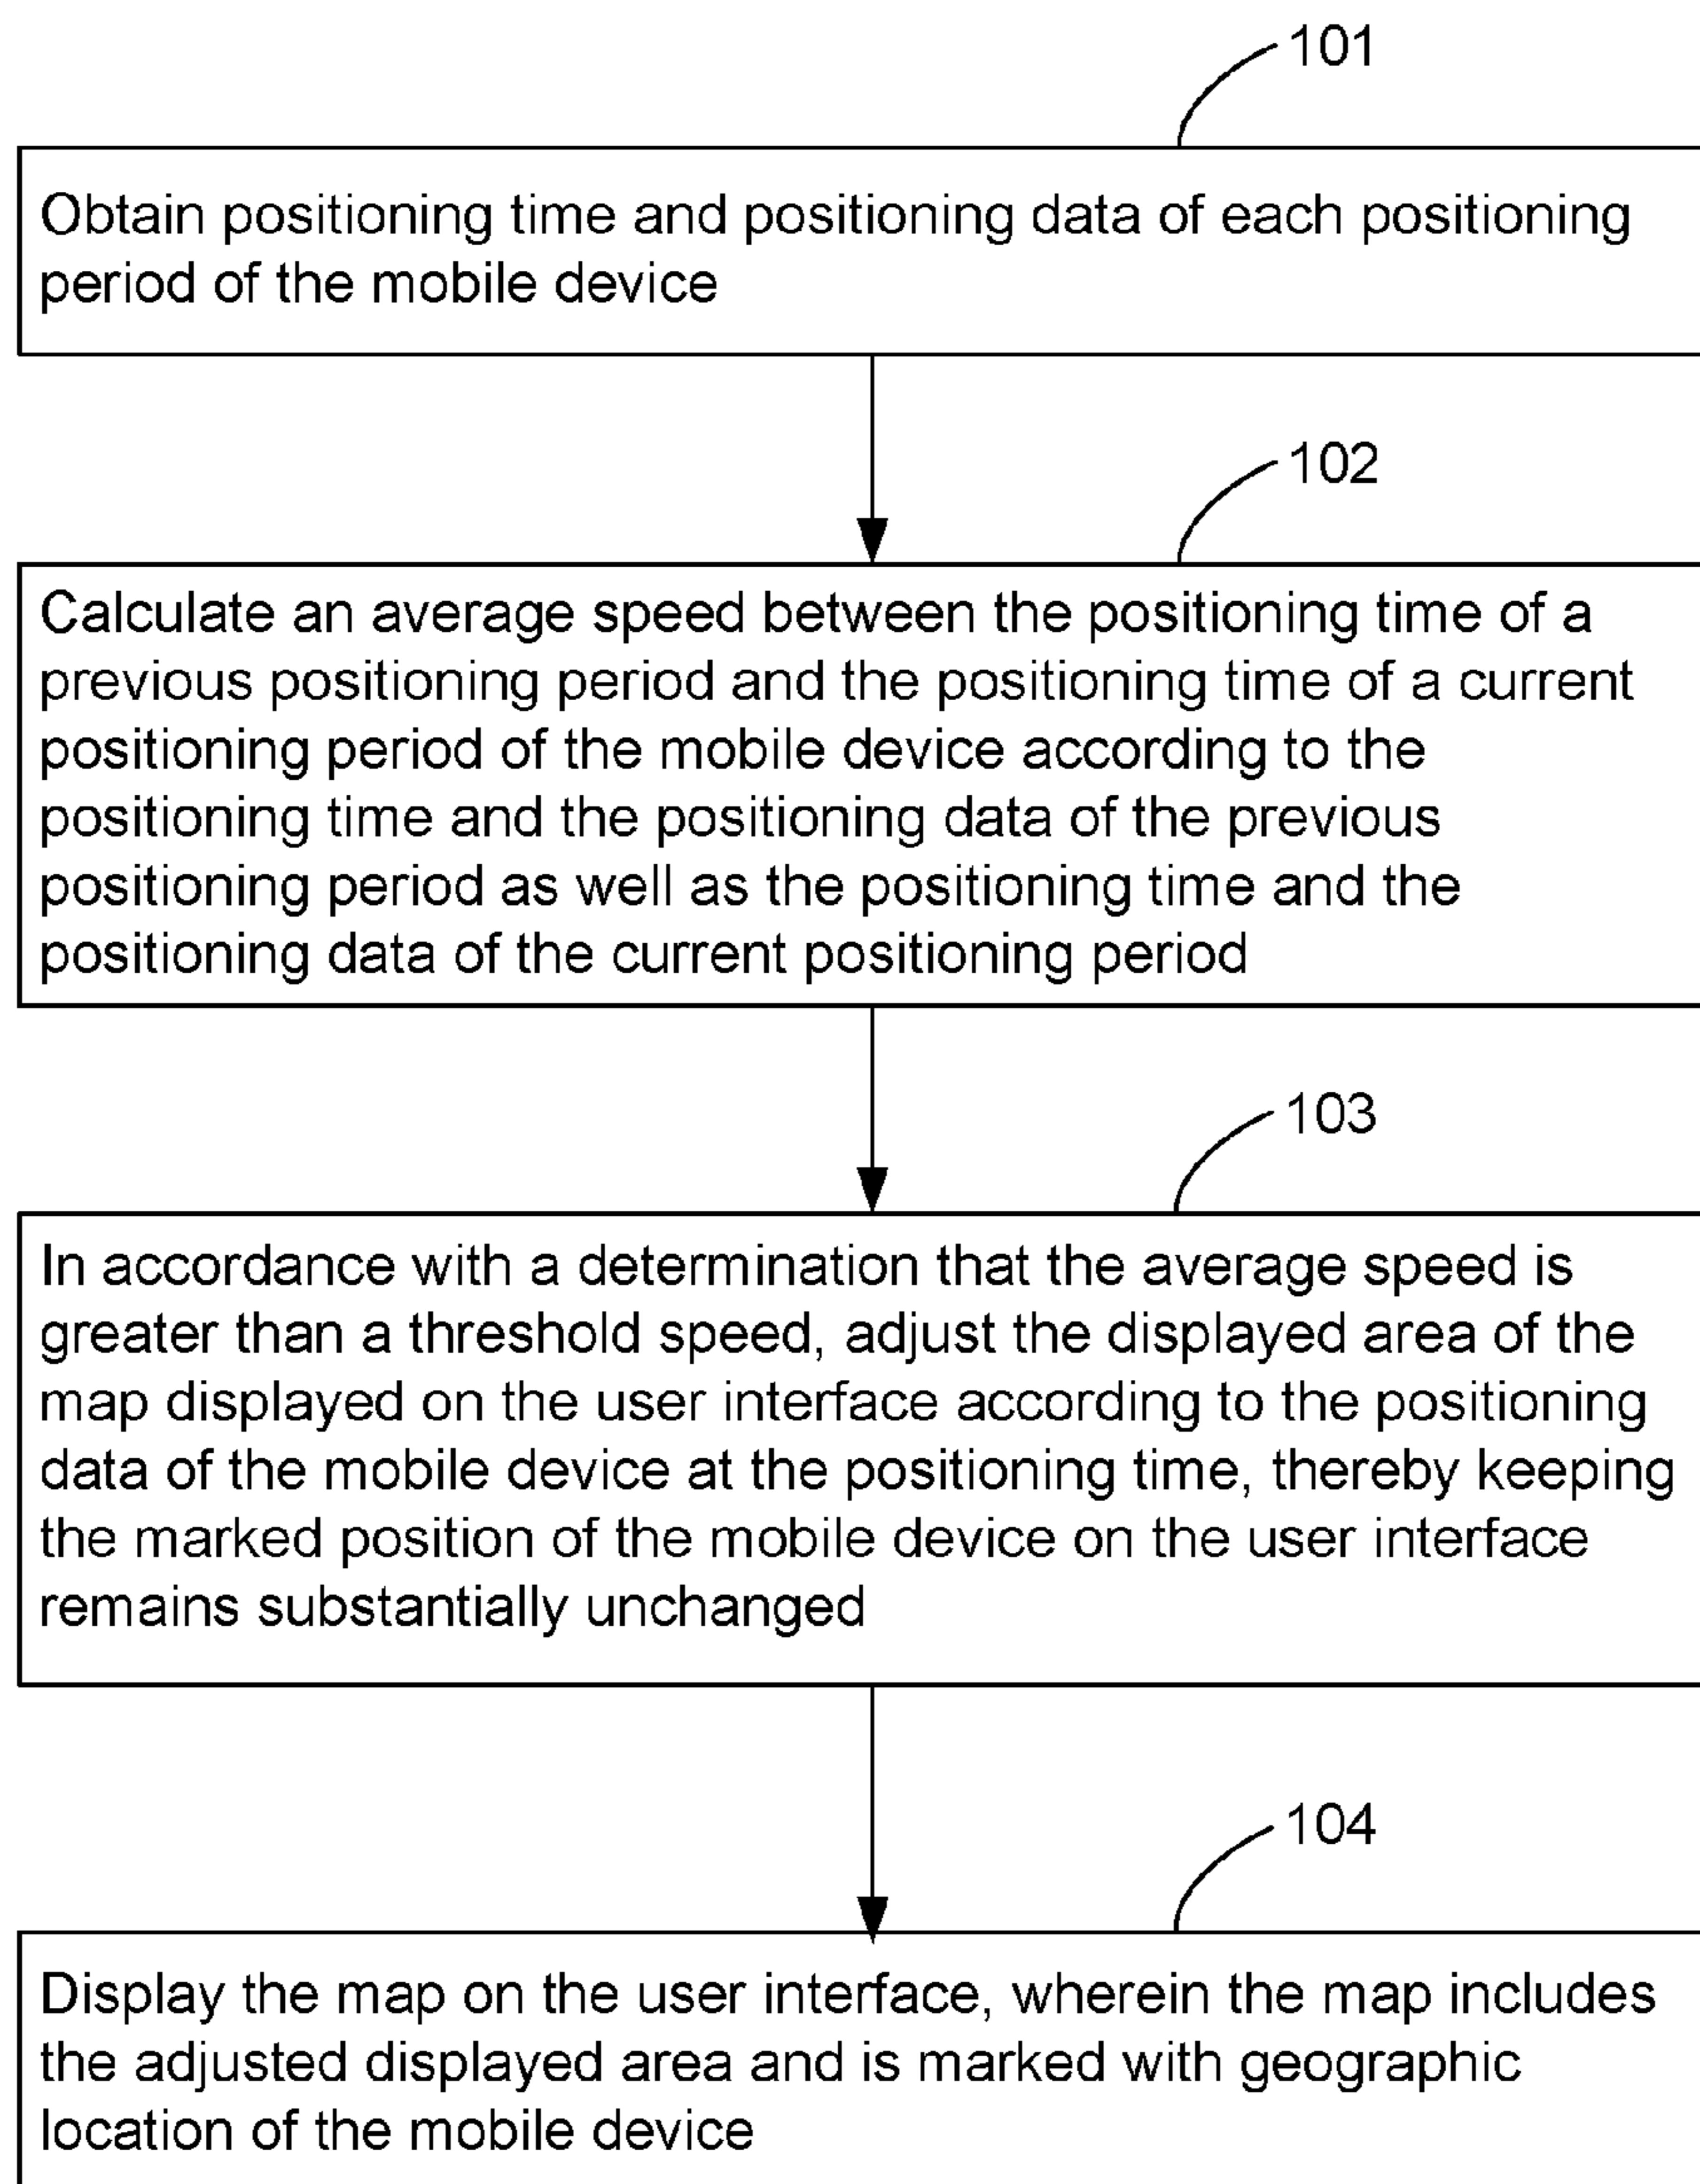 101
Obtain positioning time and positioning data of each positioning
period of the mobile device
102
Calculate an average speed between the positioning time of a
previous positioning period and the positioning time of a current
positioning period of the mobile device according to the
positioning time and the positioning data of the previous
positioning period as well as the positioning time and the
positioning data of the current positioning period
103
In accordance with a determination that the average speed is
greater than a threshold speed, adjust the displayed area of the
map displayed on the user interface according to the positioning
data of the mobile device at the positioning time, thereby keeping
the marked position of the mobile device on the user interface
remains substantially unchanged
104
Display the map on the user interface, wherein the map includes
the adjusted displayed area and is marked with geographic
location of the mobile device